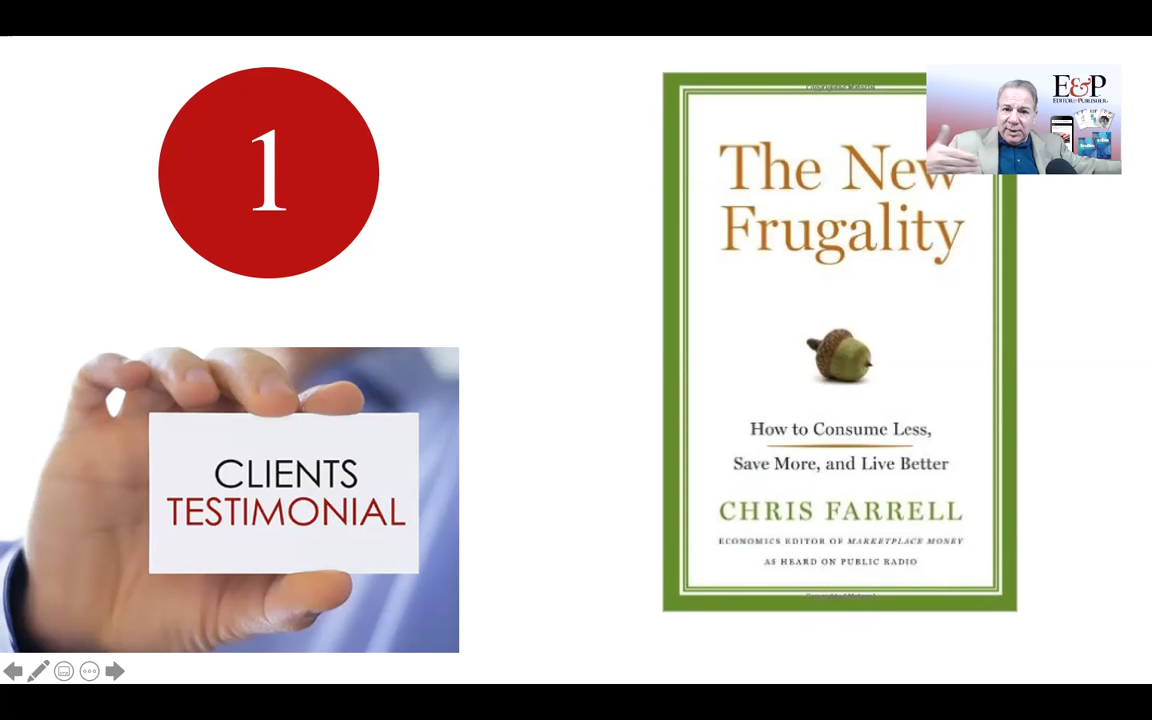 1
CLIENTS
TESTIMONIAL
The New
Frugality
How to Consume Less,
Save More, and Live Better
CHRIS FARRELL
ECONOMICS EDITOR OF MARKETPLACE MONEY
AS HEARD ON PUBLIC RADIO
E&P
EDITOR&PUBLISHER